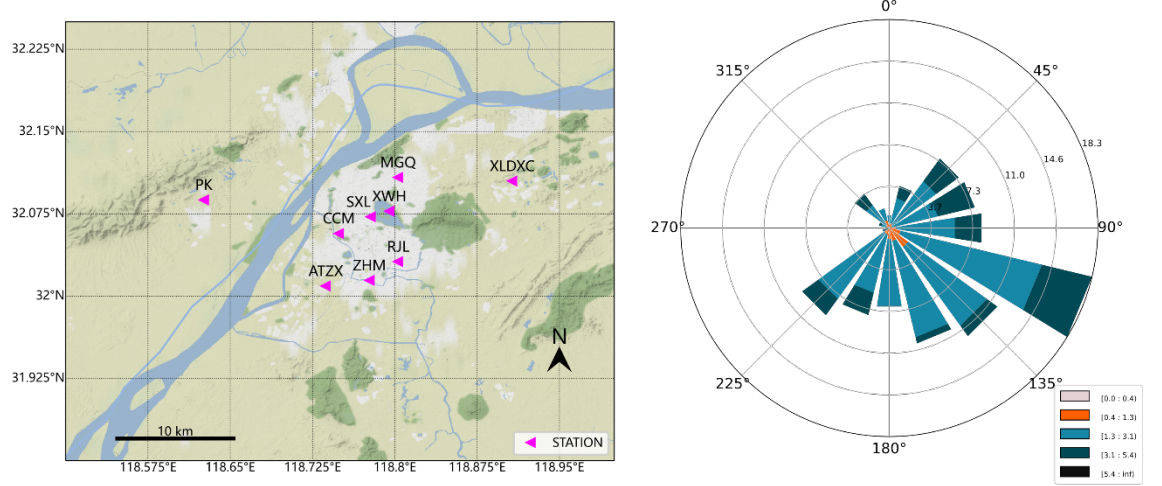 32.225°N
32.15°N
32.075°N
32°N
31.925°N
118.575°E
118.65°E
118.725°E
118.8°E
118.875°E
118.95°E
PK
MGQ
XLDXC
XWH
SXL
CCM
RJL
ZHM
ATZX
N
10 km
STATION
0°
45°
90°
135°
180°
225°
270°
315°
3.7
7.3
11.0
14.6
18.3
[0.0 : 0.4)
[0.4 : 1.3)
[1.3 : 3.1)
[3.1 : 5.4)
[5.4 : inf)